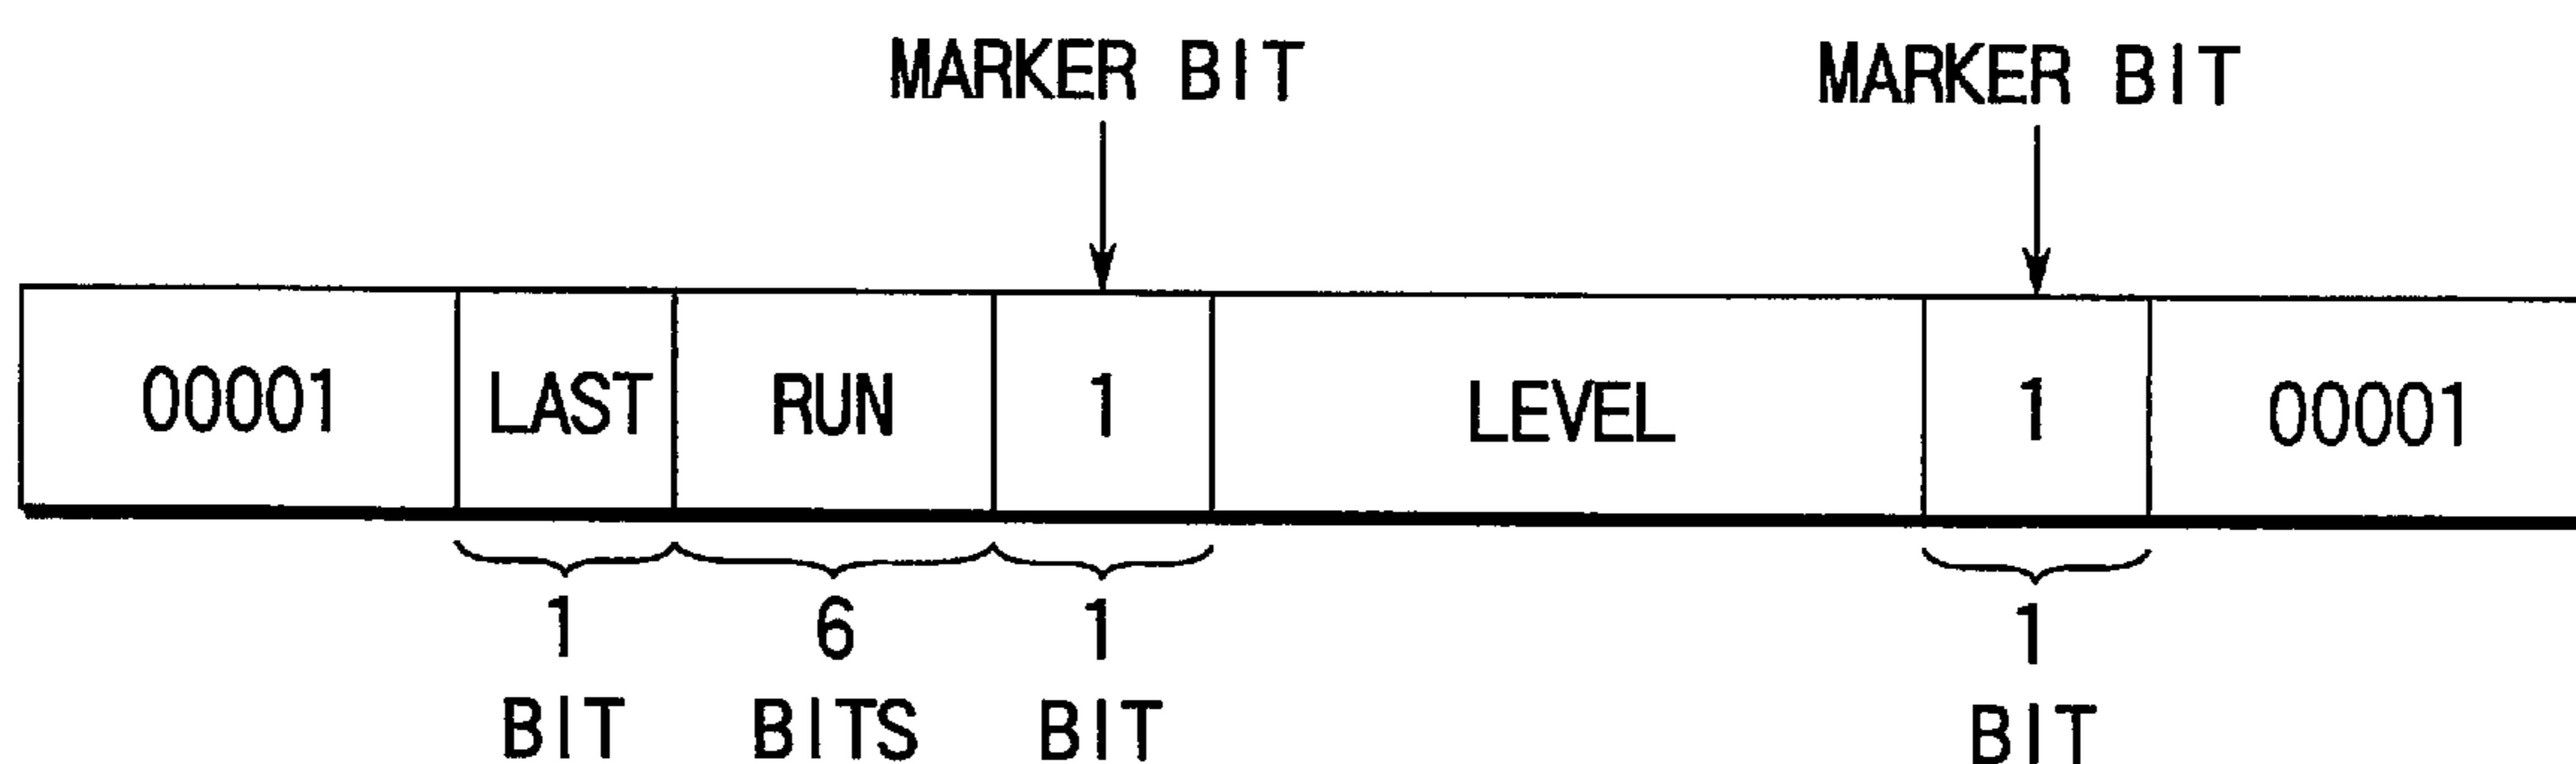 MARKER BIT MARKER BIT
00001 LAST RUN 1 LEVEL 1 00001
1 6 1 1
BIT BITS BIT BIT